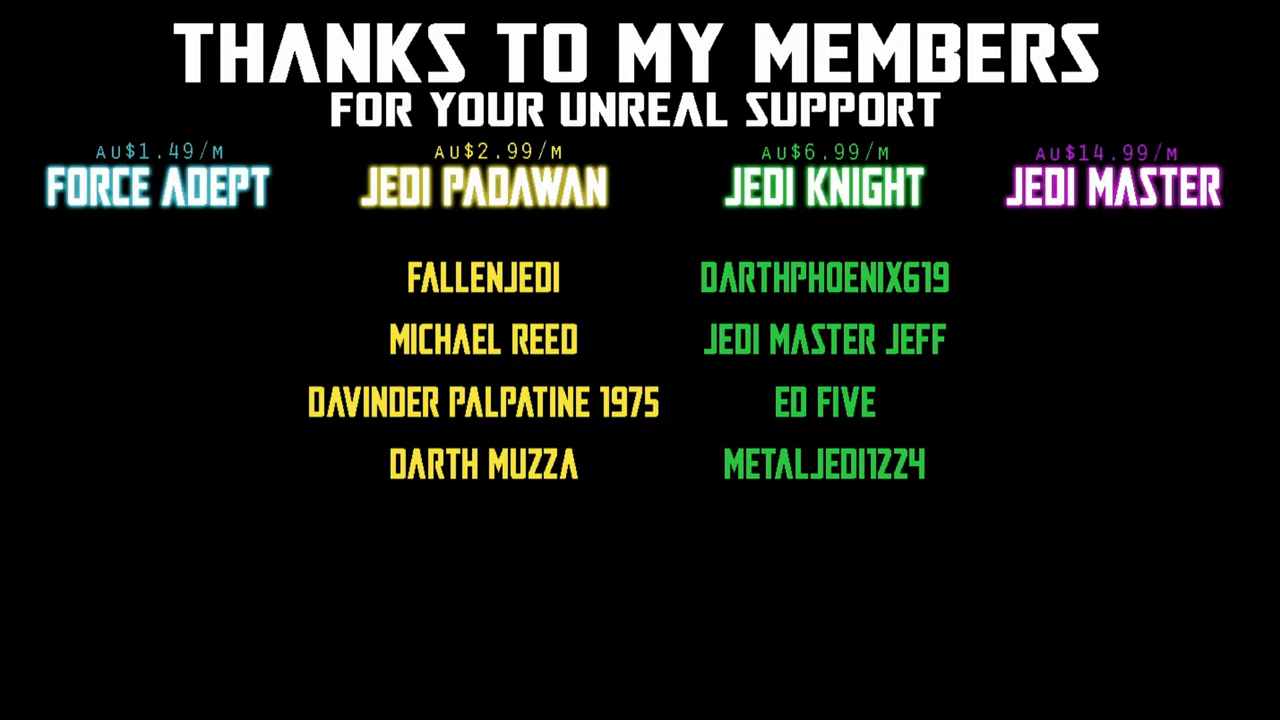 THANKS TO MY MEMBERS
FOR YOUR UNREAL SUPPORT
AU$1.49/M AU$2.99/M AU$6.99/M AU$14.99/M
FORCE ADEPT JEDI PADAWAN JEDI KNIGHT JEDI MASTER
FALLENJEDI DARTHPHOENIX619
MICHAEL REED JEDI MASTER JEFF
DAVINDER PALPATINE 1975 ED FIVE
DARTH MUZZA METALJEDI1224